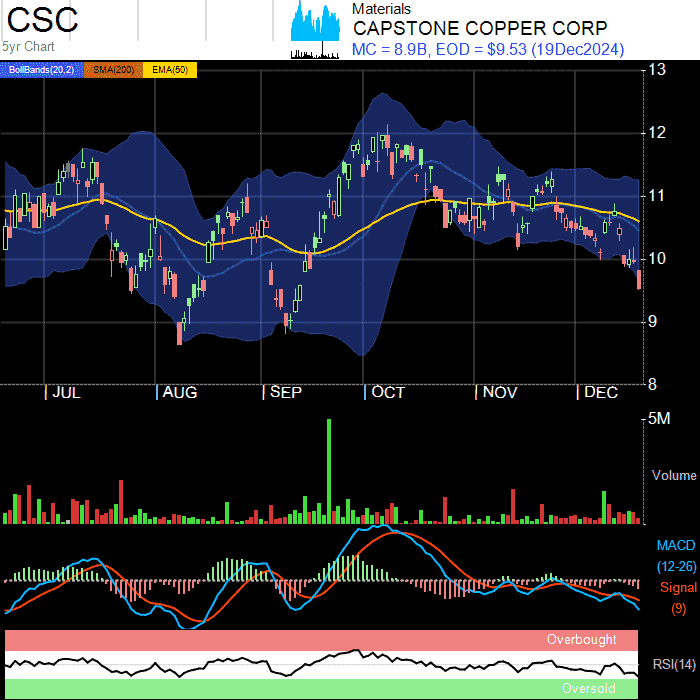 CSC
5yr Chart
Materials
CAPSTONE COPPER CORP
MC = 8.9B, EOD = $9.53 (19Dec2024)
BollBands(20,2) SMA(200) EMA(50)
13
12
11
10
9
8
JUL AUG SEP OCT NOV DEC
5M
Volume
MACD
(12-26)
Signal
(9)
Overbought
RSI(14)
Oversold